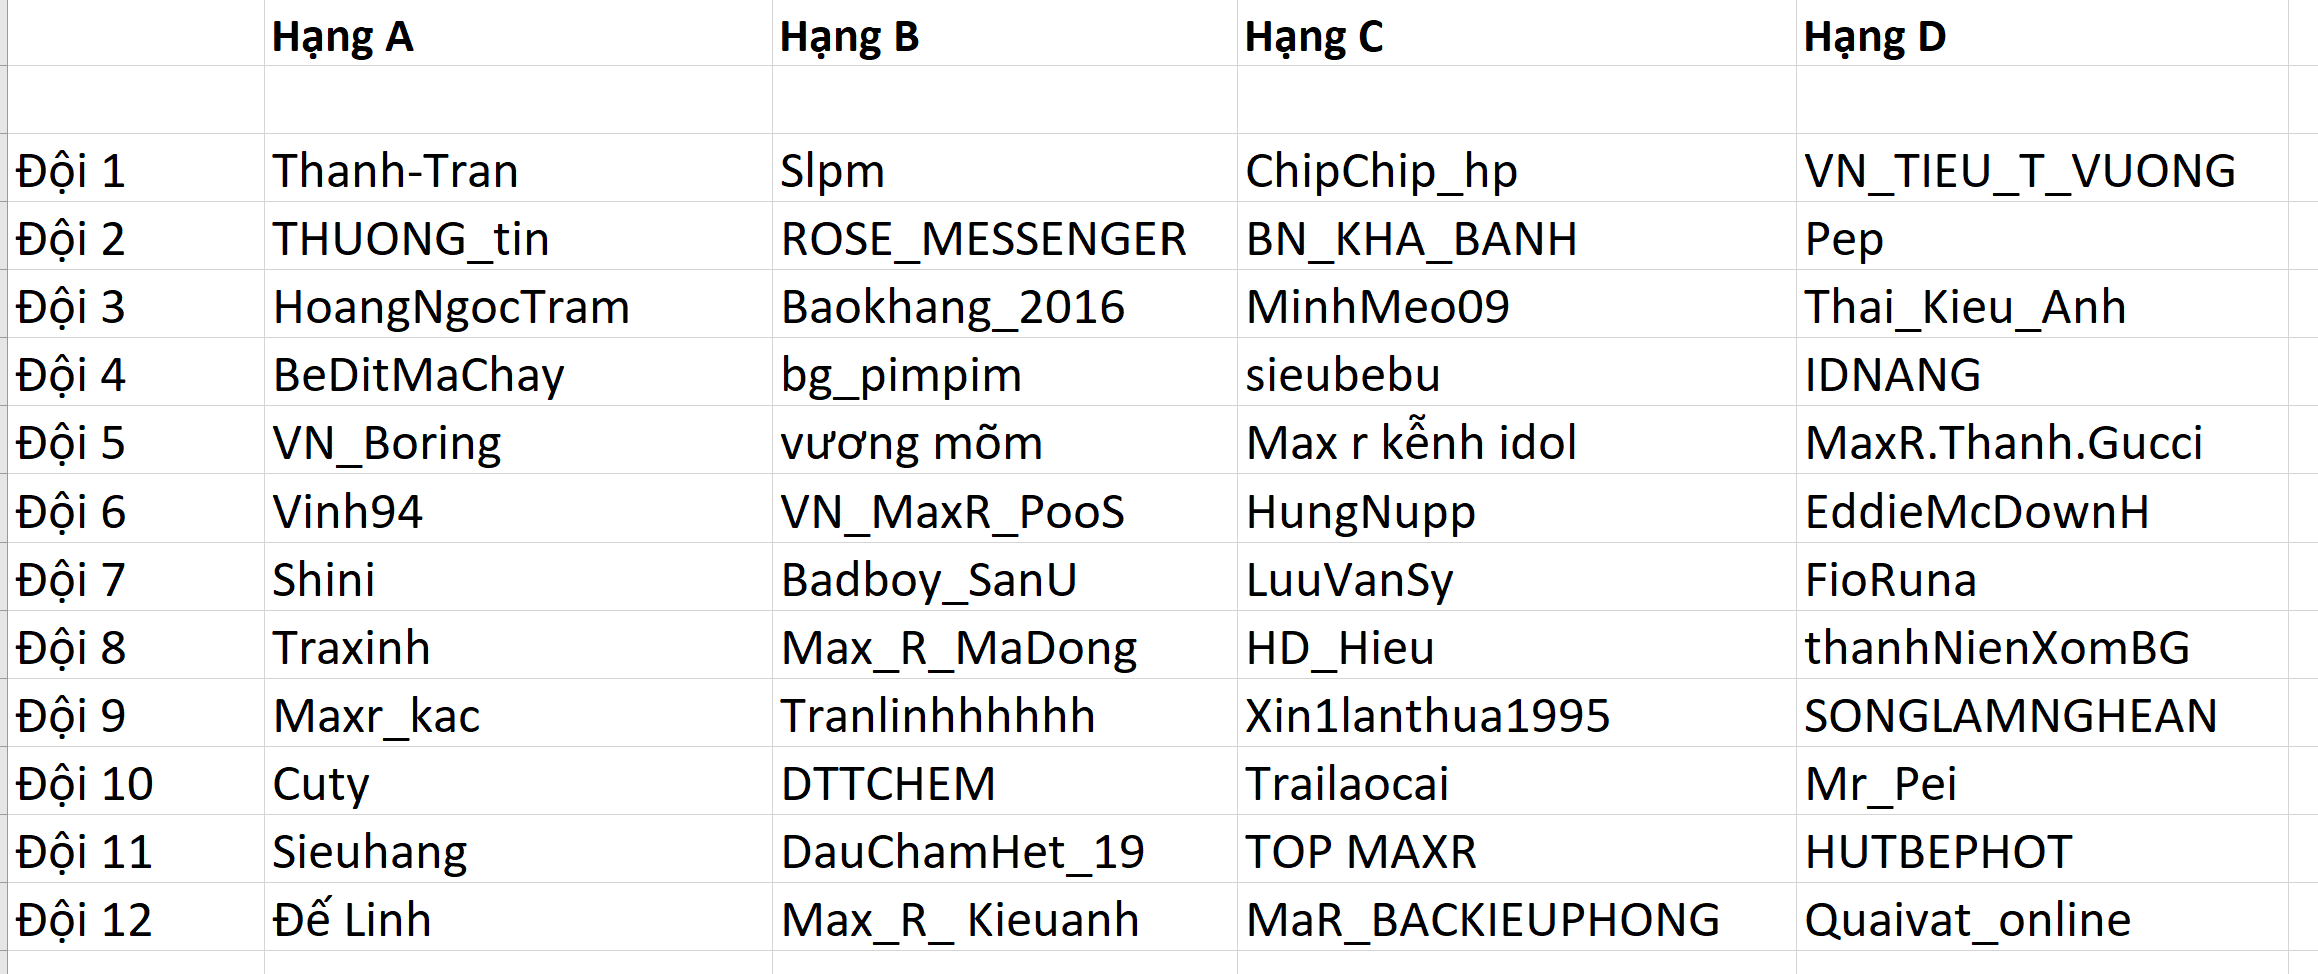 Hạng A Hạng B Hạng C Hạng D
Đội 1 Thanh-Tran Slpm ChipChip_hp VN_TIEU_T_VUONG
Đội 2 THUONG_tin ROSE_MESSENGER BN_KHA_BANH Pep
Đội 3 HoangNgocTram Baokhang_2016 MinhMeo09 Thai_Kieu_Anh
Đội 4 BeDitMaChay bg_pimpim sieubebu IDNANG
Đội 5 VN_Boring vương mõm Max r kễnh idol MaxR.Thanh.Gucci
Đội 6 Vinh94 VN_MaxR_PooS HungNupp EddieMcDownH
Đội 7 Shini Badboy_SanU LuuVanSy FioRuna
Đội 8 Traxinh Max_R_MaDong HD_Hieu thanhNienXomBG
Đội 9 Maxr_kac Tranlinhhhhhh Xin1lanthua1995 SONGLAMNGHEAN
Đội 10 Cuty DTTCHEM Trailaocai Mr_Pei
Đội 11 Sieuhang DauChamHet_19 TOP MAXR HUTBEPHOT
Đội 12 Đế Linh Max_R_ Kieuanh MaR_BACKIEUPHONG Quaivat_online